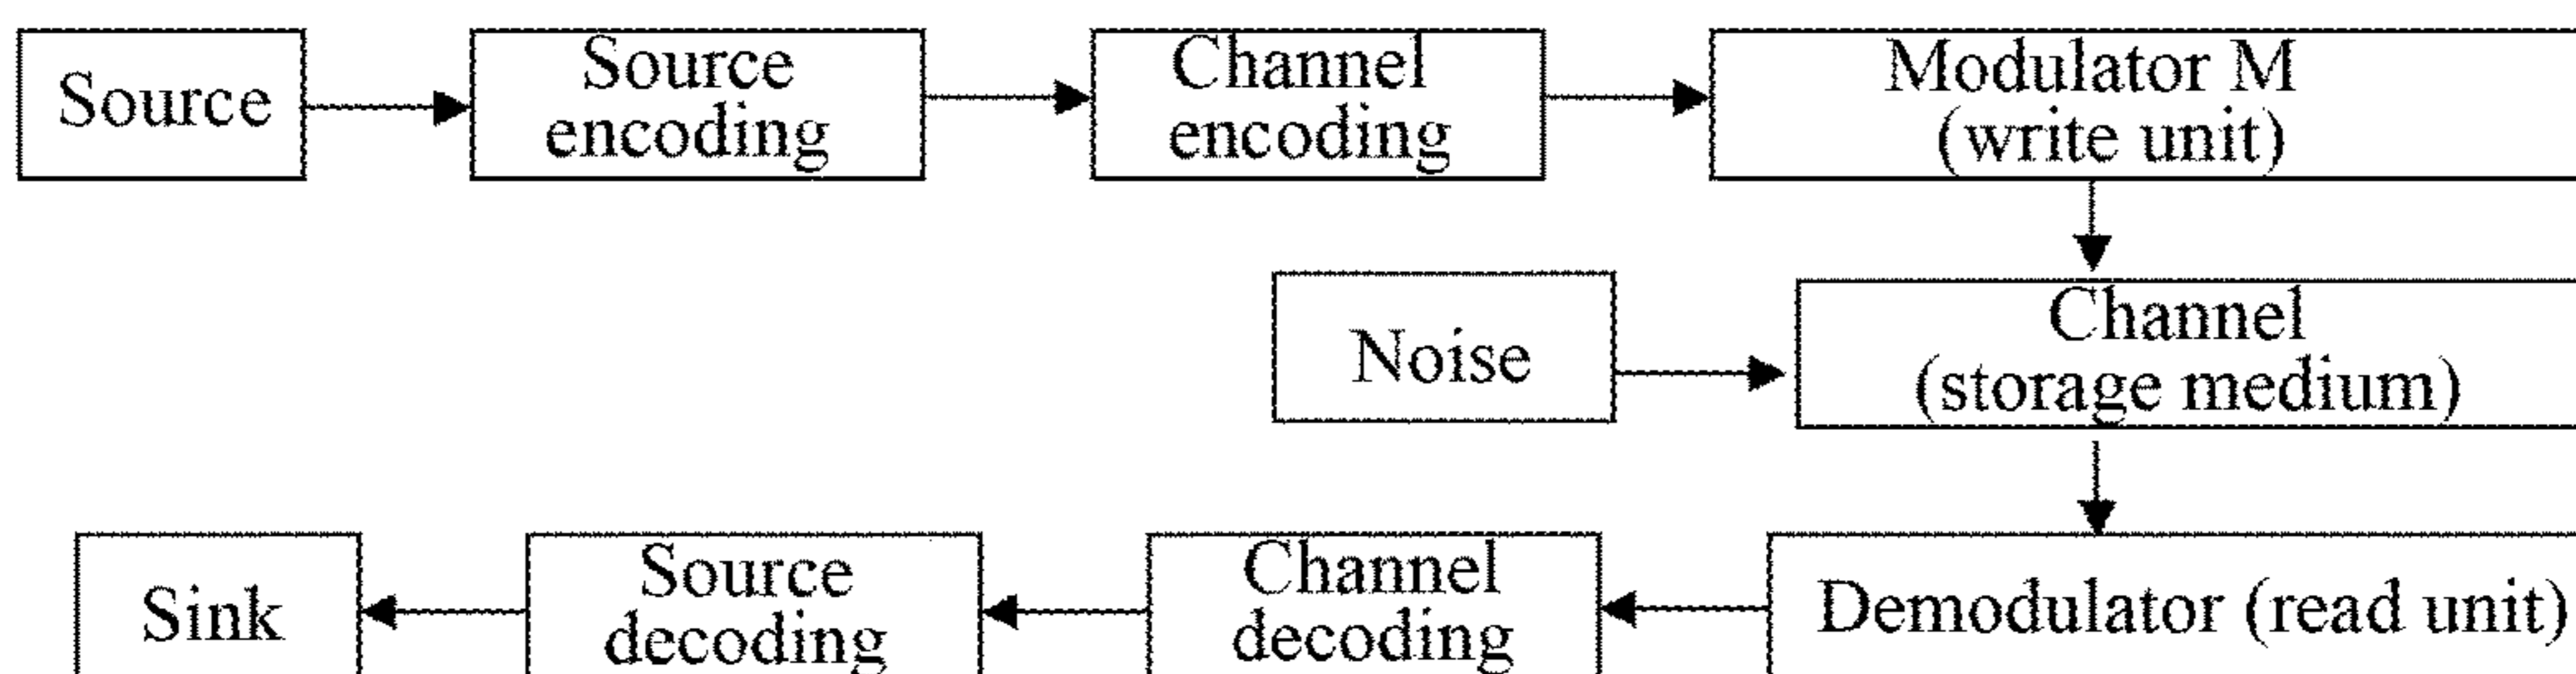 Source
Source
encoding
Channel
encoding
Modulator M
(write unit)
Noise
Channel
(storage medium)
Sink
Source
decoding
Channel
decoding
Demodulator (read unit)